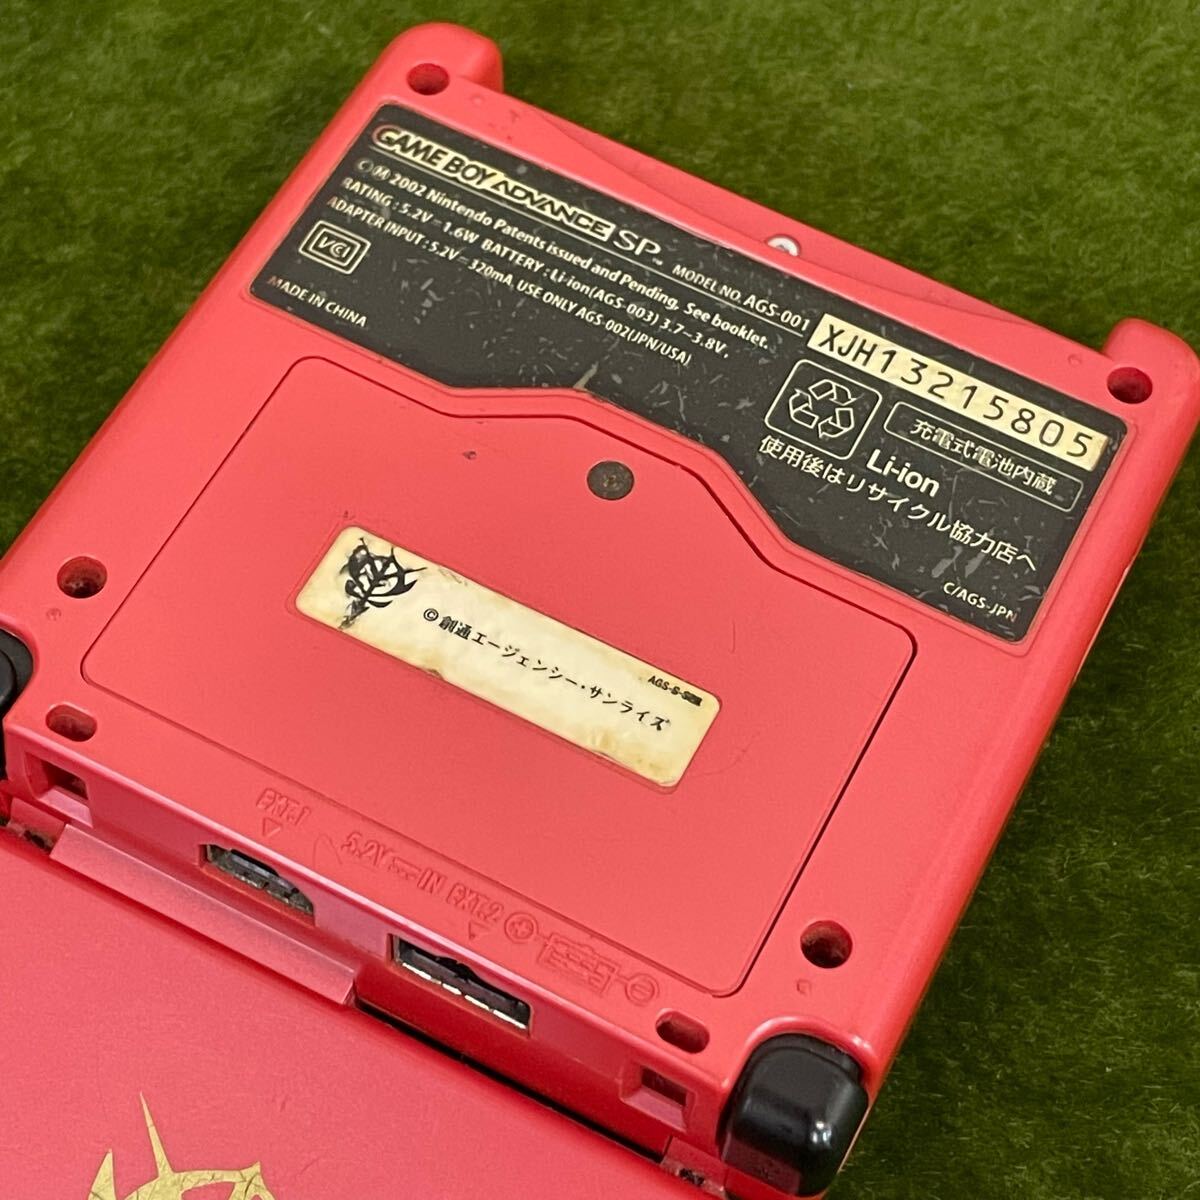 GAME BOY ADVANCE SP™ MODEL NO. AGS-001
© Ⓜ 2002 Nintendo Patents issued and Pending. See booklet.
RATING : 5.2V⎓1.6W BATTERY : Li-ion(AGS-003) 3.7~3.8V.
ADAPTER INPUT : 5.2V⎓320mA. USE ONLY AGS-002(JPN/USA)
VCI
MADE IN CHINA
XJH13215805
充電式電池内蔵
Li-ion
使用後はリサイクル協力店へ
C/AGS-JPN
© 創通エージェンシー・サンライズ
EXT.1
5.2V⎓IN
EXT.2